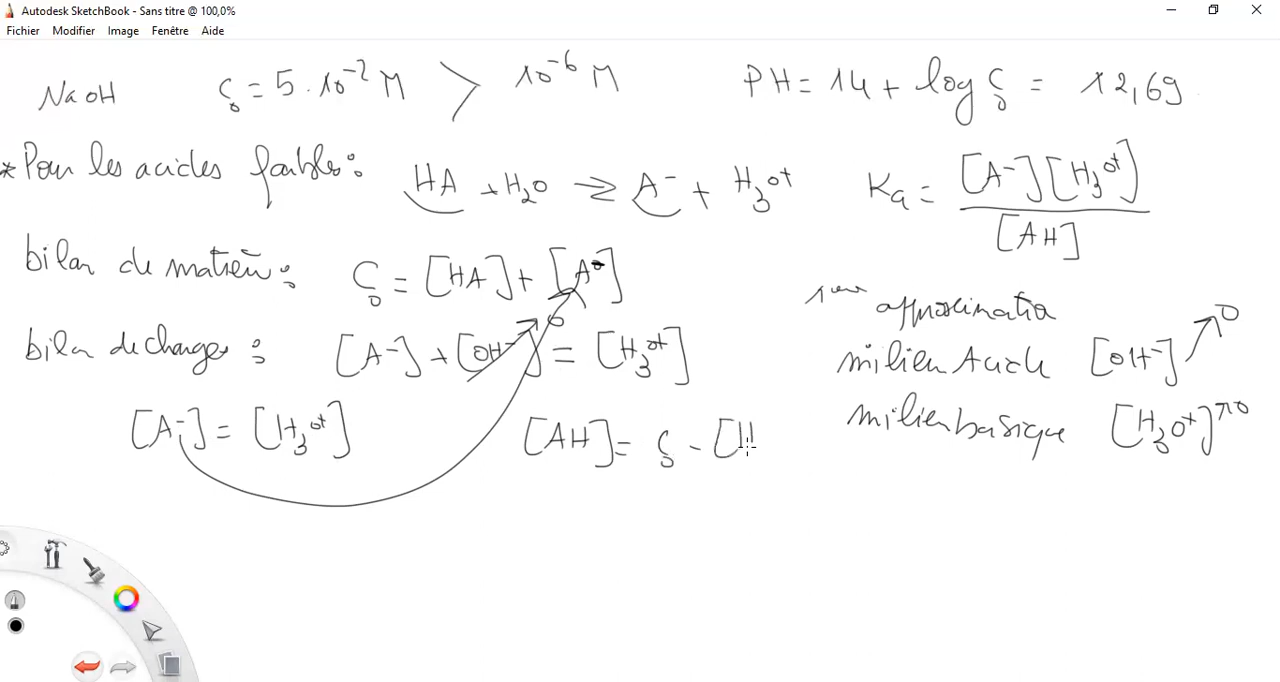 Autodesk SketchBook - Sans titre @ 100,0%
Fichier Modifier Image Fenêtre Aide
NaOH C₀ = 5.10⁻² M > 10⁻⁶ M PH = 14 + log C₀ = 12,69
* Pour les acides faibles : HA + H₂O ⇌ A⁻ + H₃O⁺ Ka = [A⁻][H₃O⁺] / [AH]
bilan de matière : C₀ = [HA] + [A⁻]
1ère approximation
bilan de charges : [A⁻] + [OH⁻] → 0 = [H₃O⁺]
milieu Acide [OH⁻] ↗ 0
milieu basique [H₃O⁺] ↗ 0
[A⁻] = [H₃O⁺] [AH] = C₀ - [H